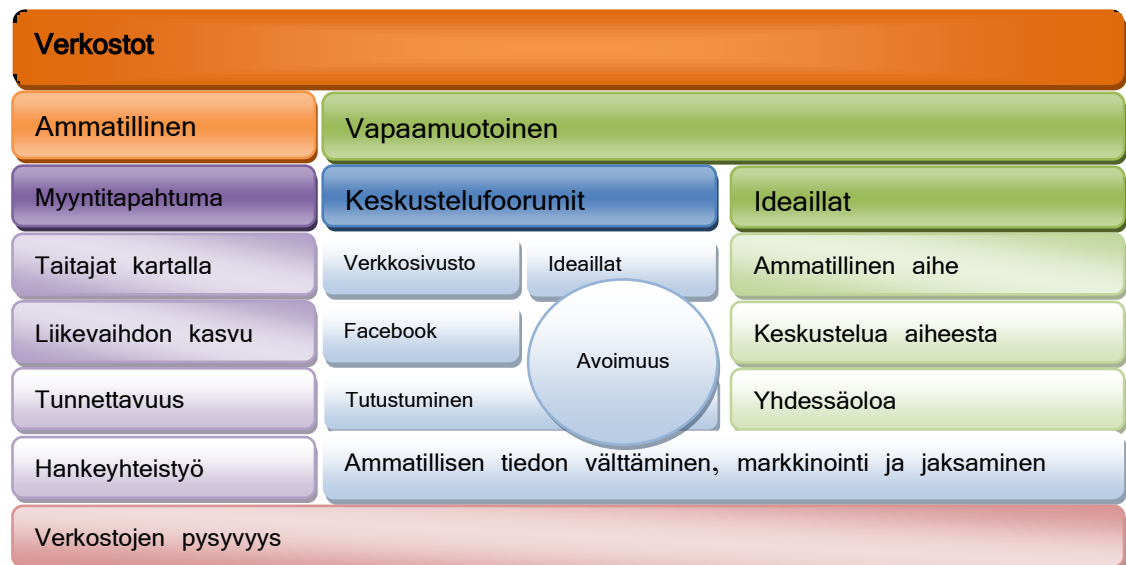 Verkostot
Ammatillinen
Vapaamuotoinen
Myyntitapahtuma
Keskustelufoorumit
Ideaillat
Taitajat kartalla
Verkkosivusto
Ideaillat
Ammatillinen aihe
Liikevaihdon kasvu
Facebook
Avoimuus
Keskustelua aiheesta
Tunnettavuus
Tutustuminen
Yhdessäoloa
Hankeyhteistyö
Ammatillisen tiedon välttäminen, markkinointi ja jaksaminen
Verkostojen pysyvyys